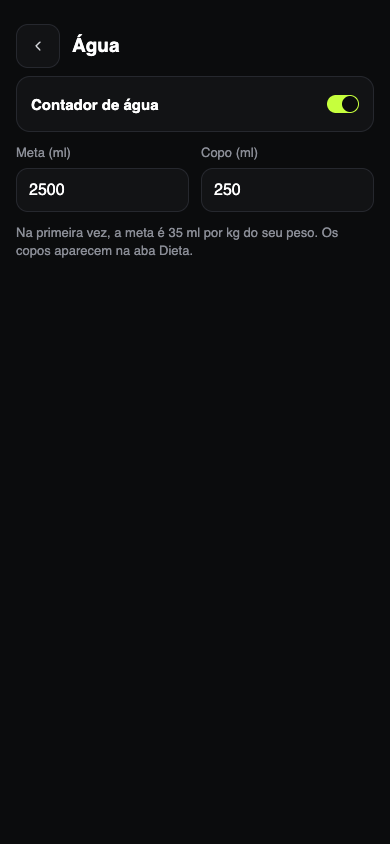 Água
Contador de água
Meta (ml)
Copo (ml)
2500
250
Na primeira vez, a meta é 35 ml por kg do seu peso. Os
copos aparecem na aba Dieta.